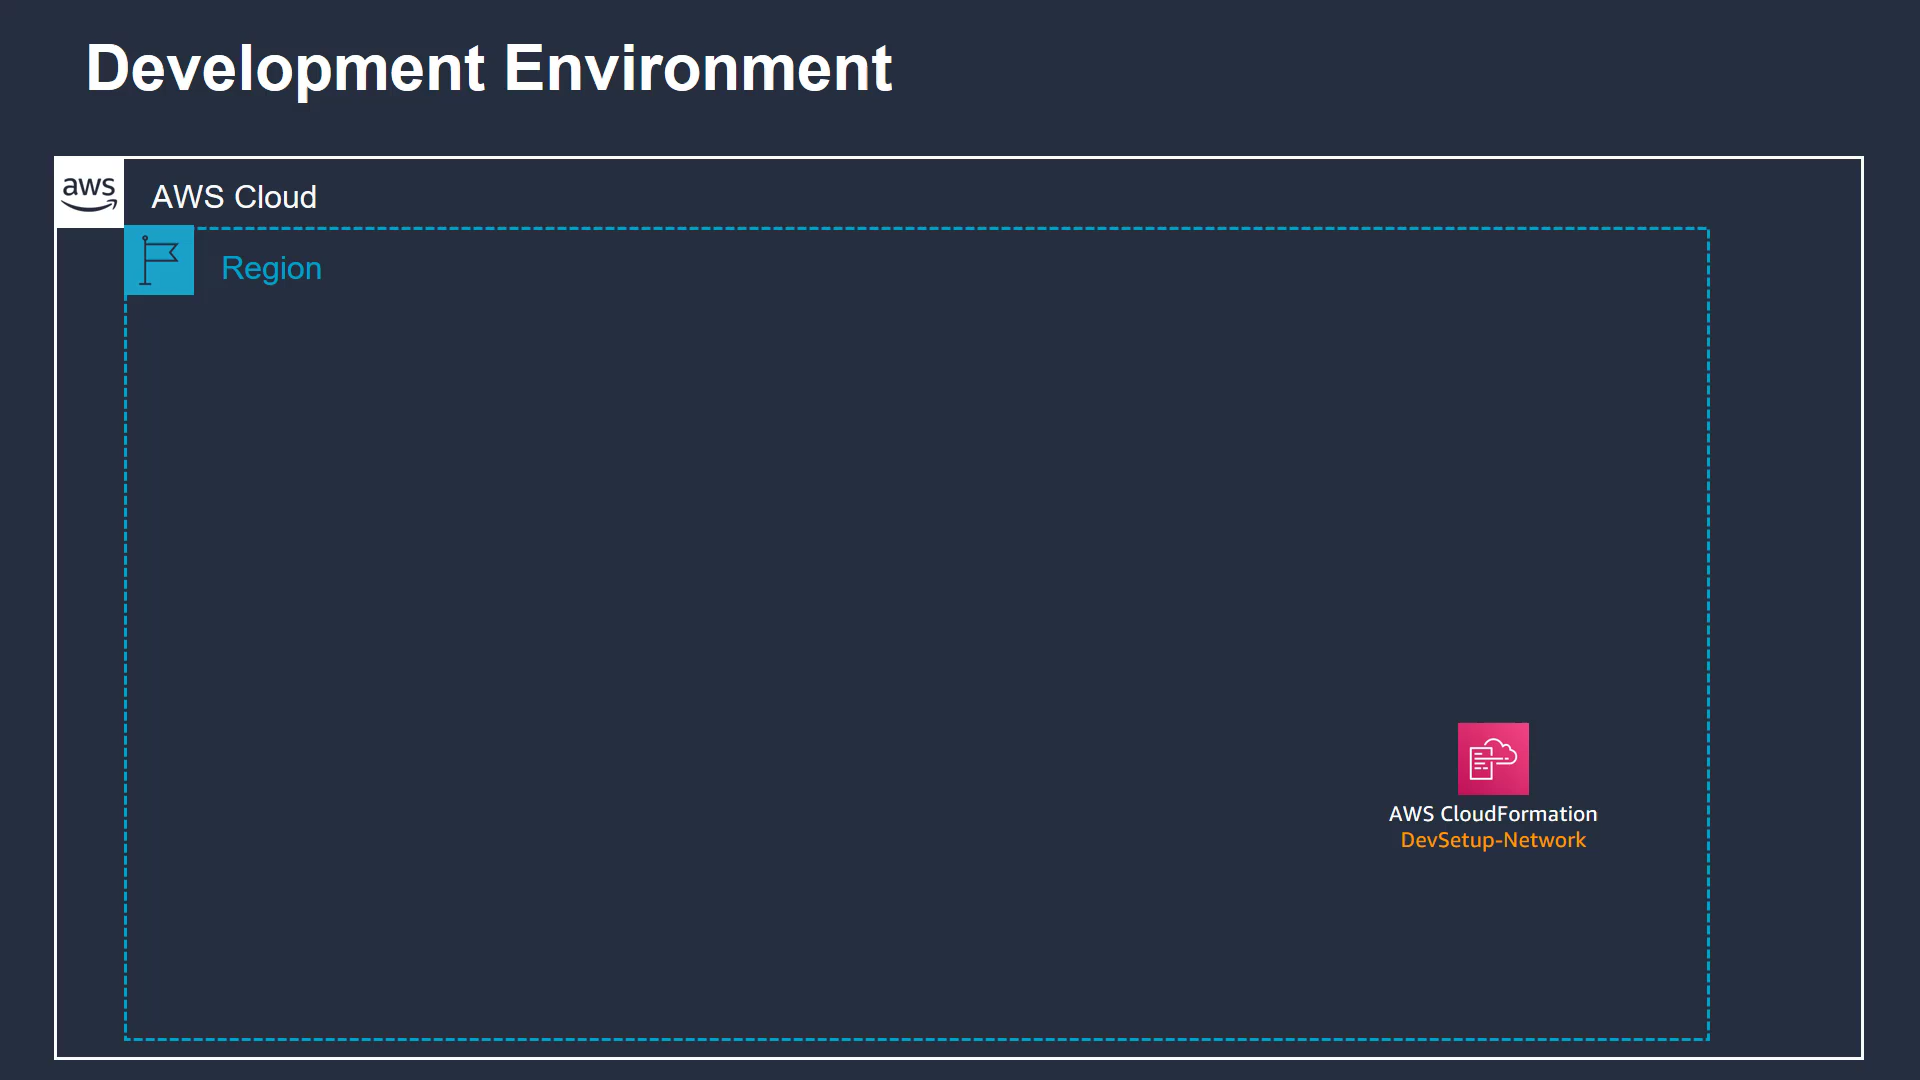 Development Environment
aws
AWS Cloud
Region
AWS CloudFormation
DevSetup-Network